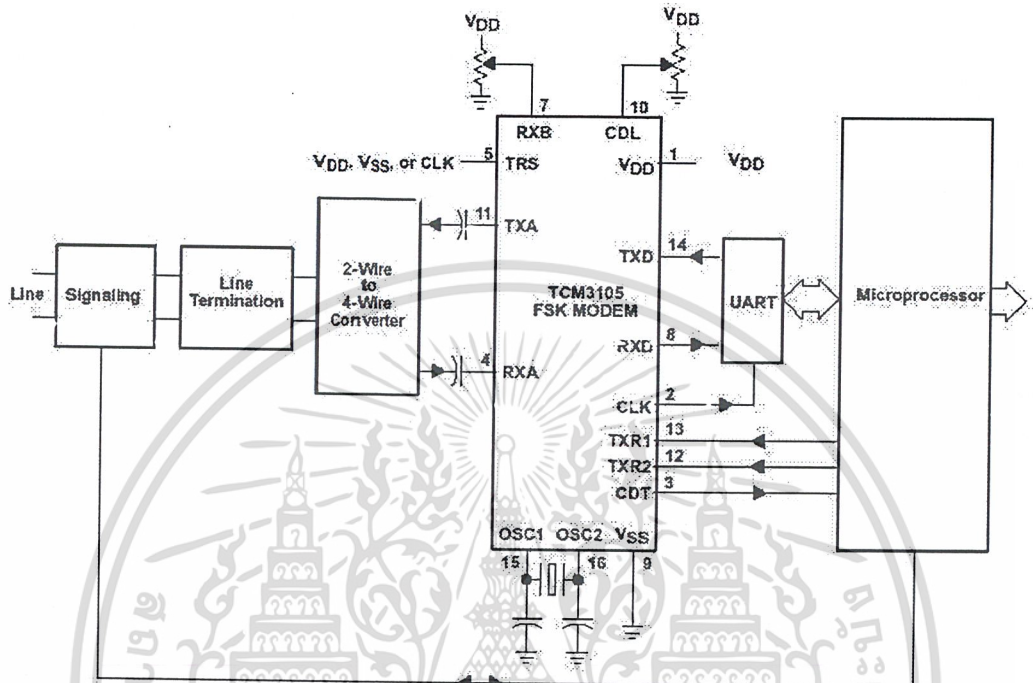 VDD
VDD
7
10
RXB
CDL
VDD, VSS, or CLK
5
TRS
VDD
1
VDD
11
TXA
TXD
14
Line
Signaling
Line
Termination
2-Wire
to
4-Wire
Converter
TCM3105
FSK MODEM
UART
Microprocessor
RXD
8
4
RXA
CLK
2
TXR1
13
TXR2
12
CDT
3
OSC1
OSC2
VSS
15
16
9